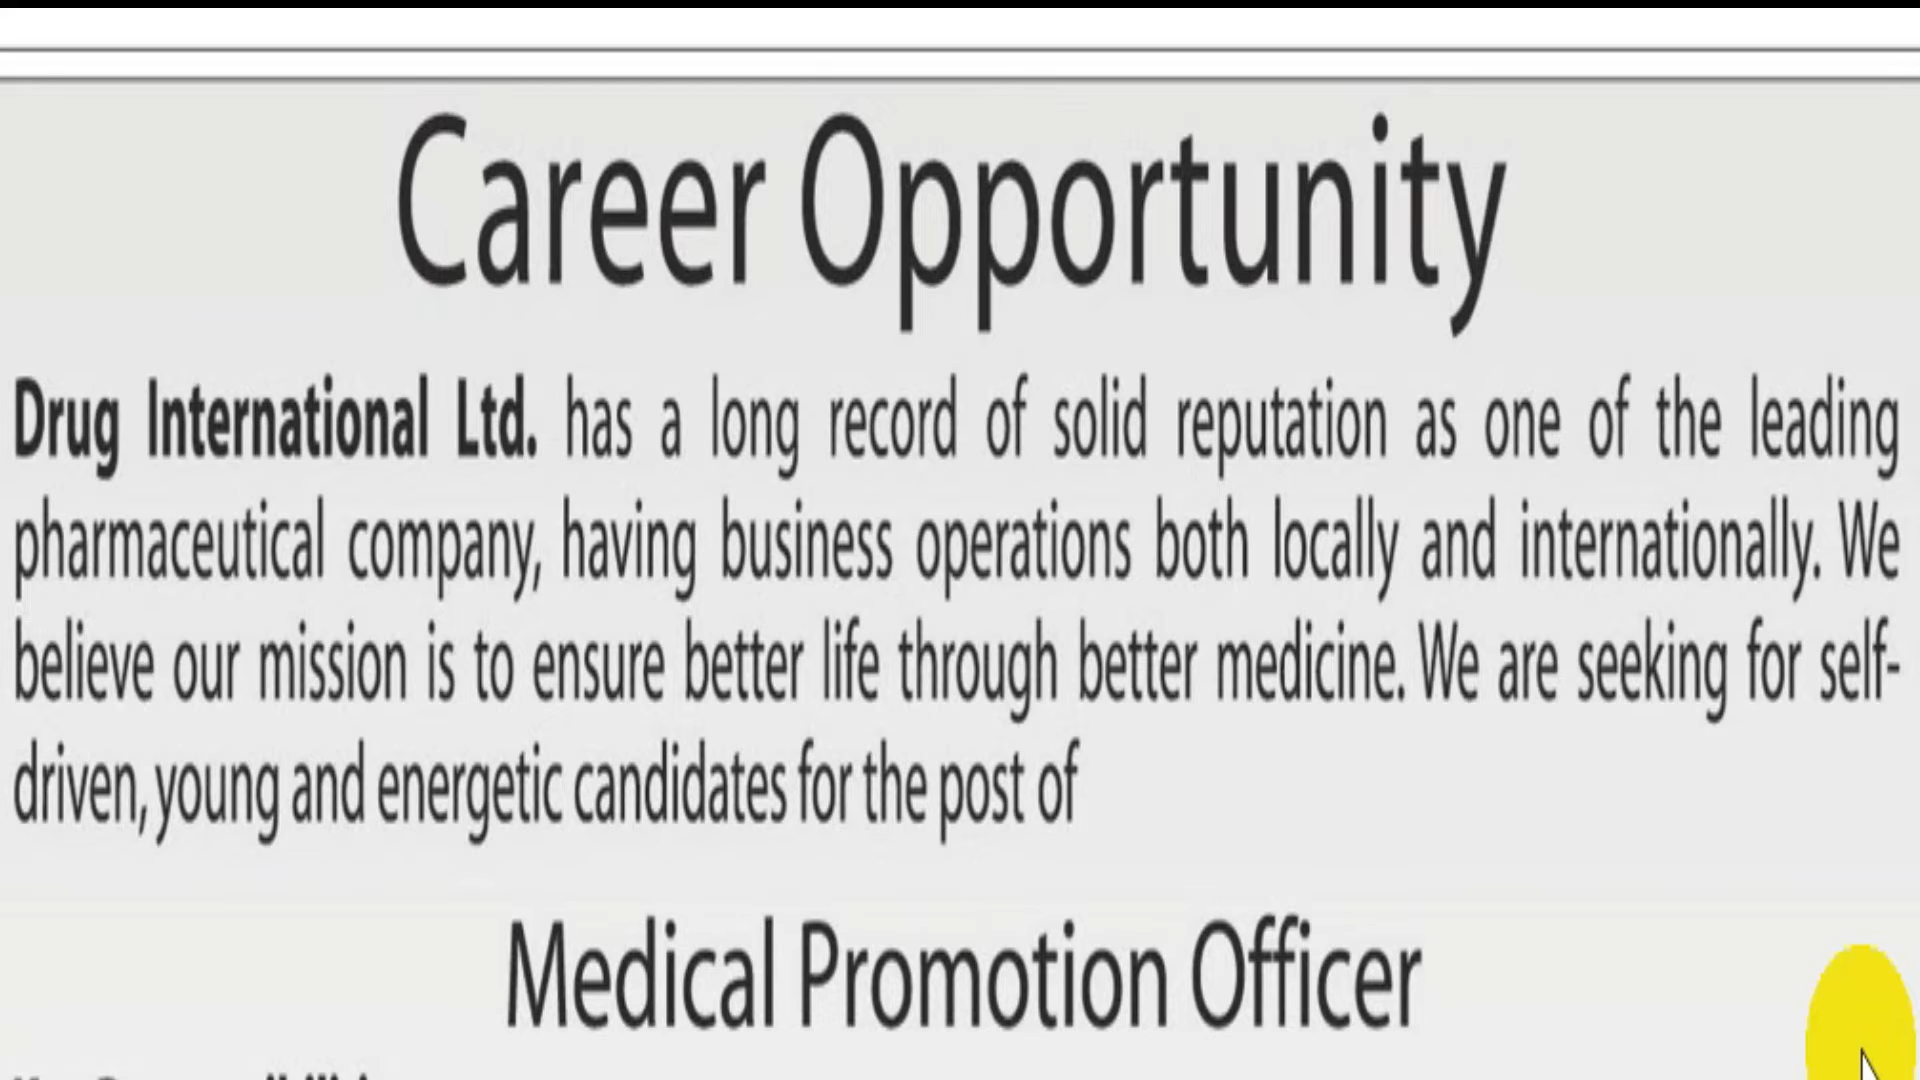 Career Opportunity
Drug International Ltd. has a long record of solid reputation as one of the leading
pharmaceutical company, having business operations both locally and internationally. We
believe our mission is to ensure better life through better medicine. We are seeking for self-
driven, young and energetic candidates for the post of
Medical Promotion Officer